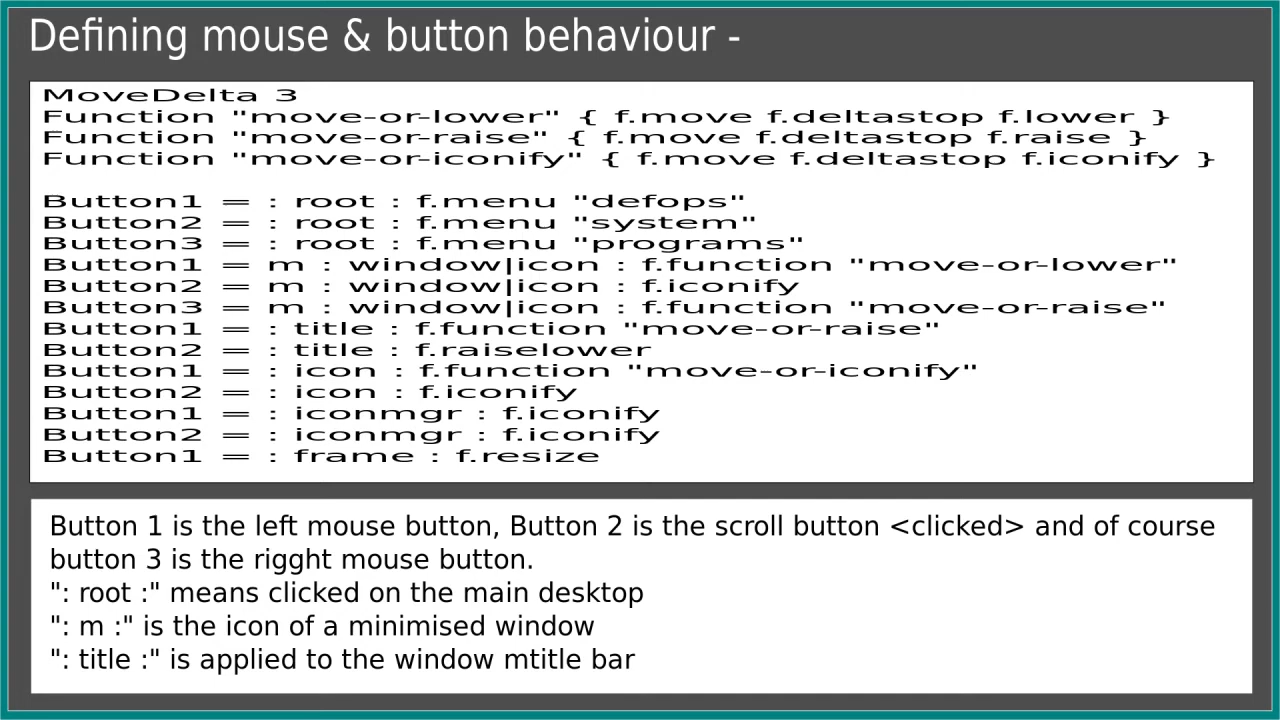 Defining mouse & button behaviour -
MoveDelta 3
Function "move-or-lower" { f.move f.deltastop f.lower }
Function "move-or-raise" { f.move f.deltastop f.raise }
Function "move-or-iconify" { f.move f.deltastop f.iconify }
Button1 = : root : f.menu "defops"
Button2 = : root : f.menu "system"
Button3 = : root : f.menu "programs"
Button1 = m : window|icon : f.function "move-or-lower"
Button2 = m : window|icon : f.iconify
Button3 = m : window|icon : f.function "move-or-raise"
Button1 = : title : f.function "move-or-raise"
Button2 = : title : f.raiselower
Button1 = : icon : f.function "move-or-iconify"
Button2 = : icon : f.iconify
Button1 = : iconmgr : f.iconify
Button2 = : iconmgr : f.iconify
Button1 = : frame : f.resize
Button 1 is the left mouse button, Button 2 is the scroll button <clicked> and of course
button 3 is the rigght mouse button.
": root :" means clicked on the main desktop
": m :" is the icon of a minimised window
": title :" is applied to the window mtitle bar